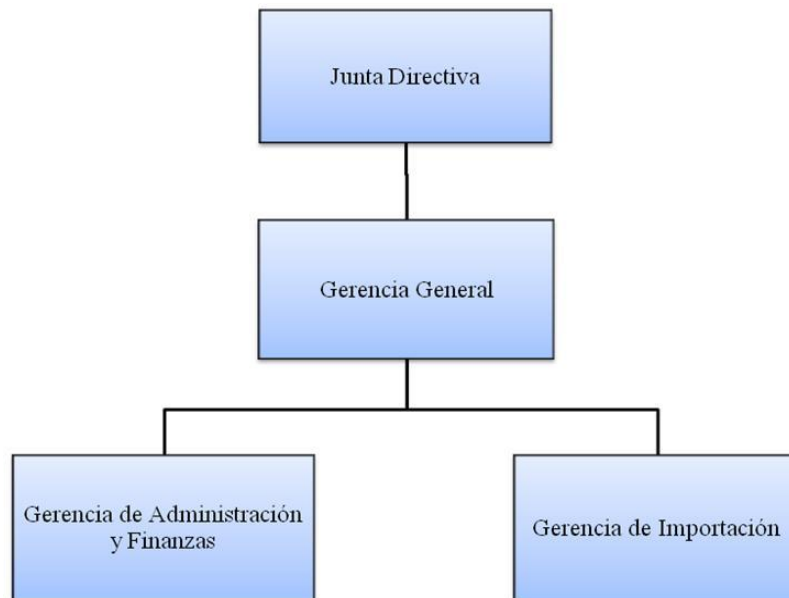 Junta Directiva
Gerencia General
Gerencia de Administración
y Finanzas
Gerencia de Importación